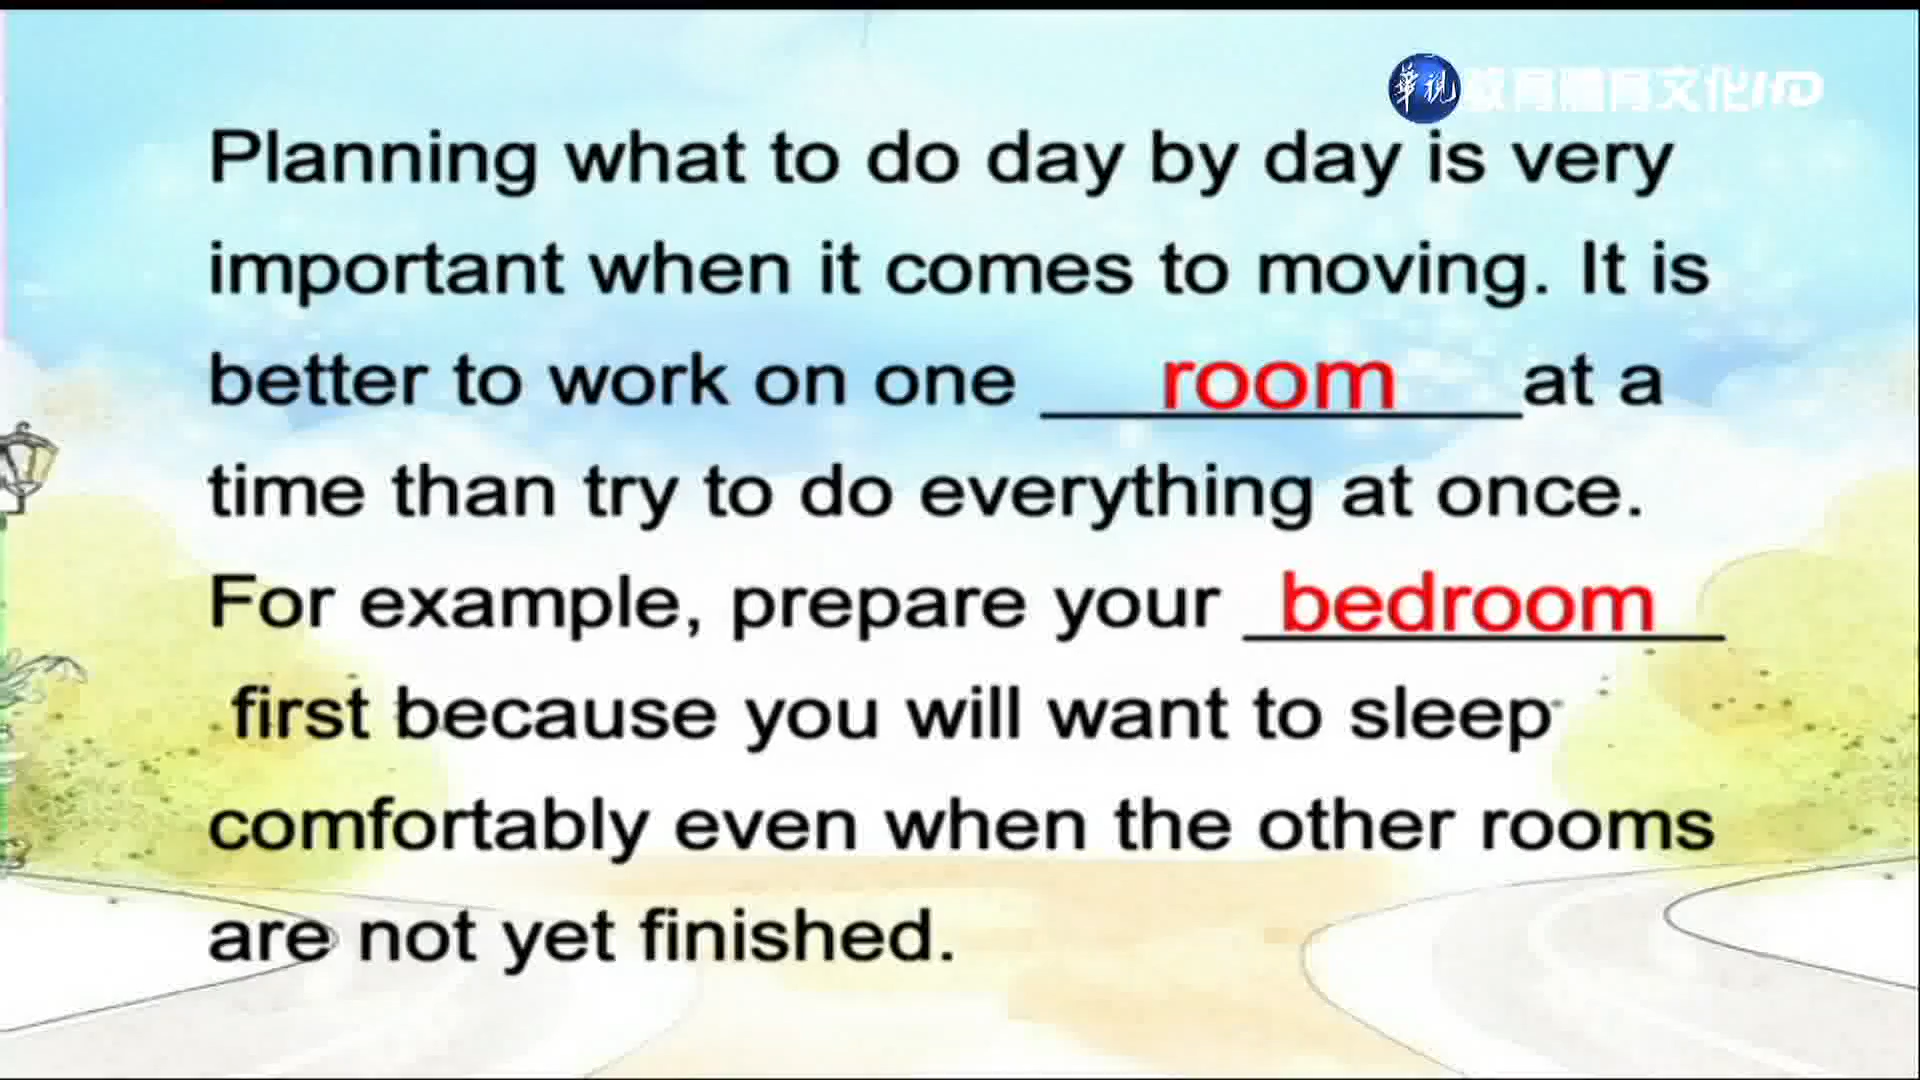 華視 教育體育文化HD
Planning what to do day by day is very
important when it comes to moving. It is
better to work on one room at a
time than try to do everything at once.
For example, prepare your bedroom
first because you will want to sleep
comfortably even when the other rooms
are not yet finished.